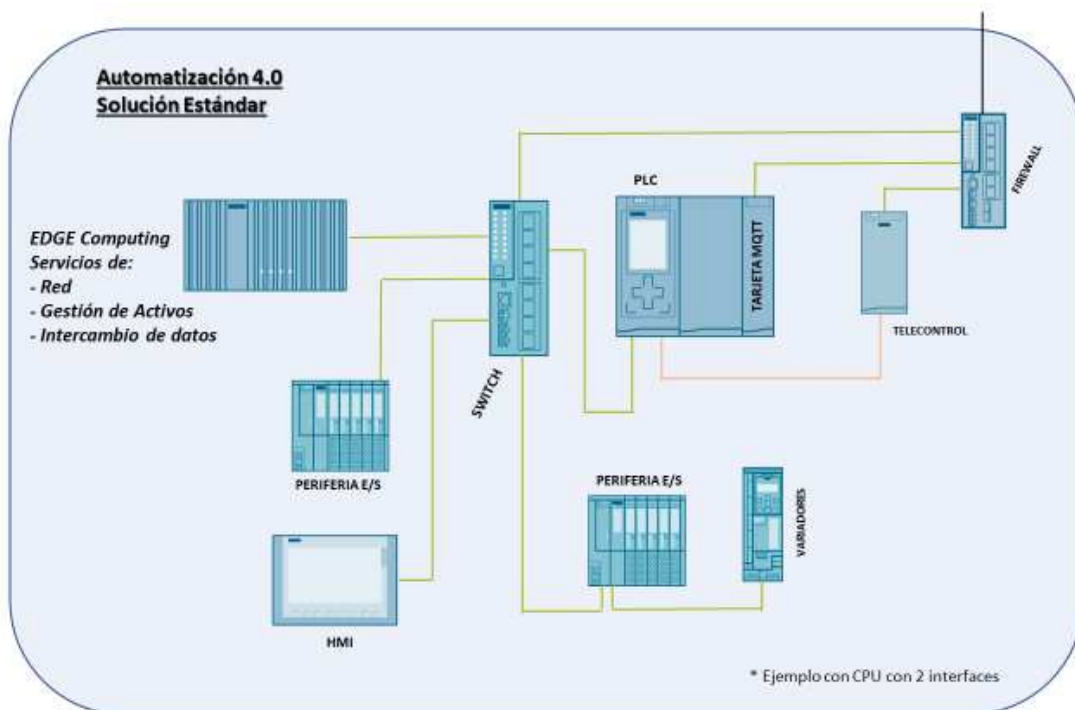 Automatización 4.0
Solución Estándar
EDGE Computing
Servicios de:
- Red
- Gestión de Activos
- Intercambio de datos
SWITCH
PLC
TARJETA MQTT
FIREWALL
TELECONTROL
PERIFERIA E/S
PERIFERIA E/S
VARIADORES
HMI
* Ejemplo con CPU con 2 interfaces